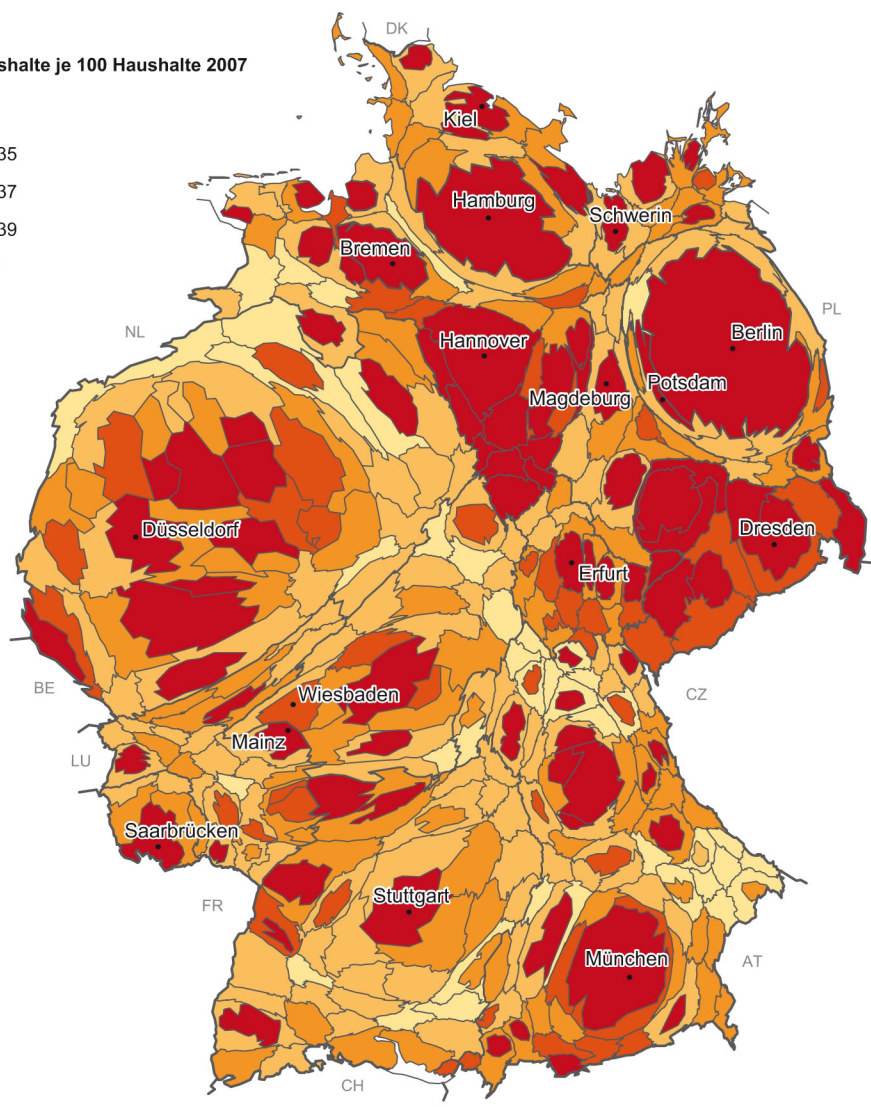 DK
shalte je 100 Haushalte 2007
Kiel
35
37
Hamburg
Schwerin
39
Bremen
NL
PL
Hannover
Berlin
Magdeburg
Potsdam
Düsseldorf
Dresden
Erfurt
BE
CZ
Wiesbaden
Mainz
LU
Saarbrücken
Stuttgart
FR
München
AT
CH